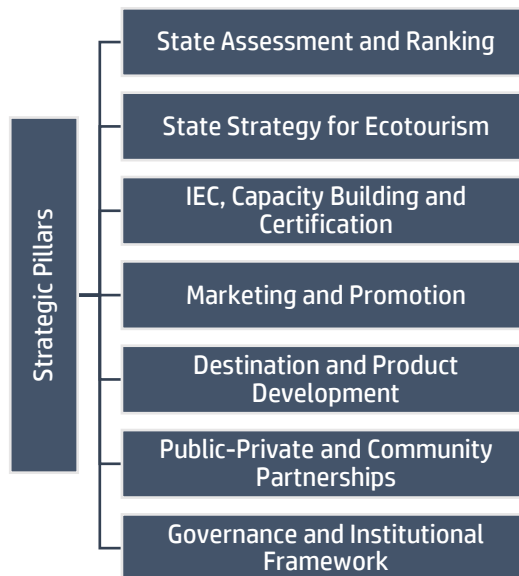 Strategic Pillars
State Assessment and Ranking
State Strategy for Ecotourism
IEC, Capacity Building and
Certification
Marketing and Promotion
Destination and Product
Development
Public-Private and Community
Partnerships
Governance and Institutional
Framework